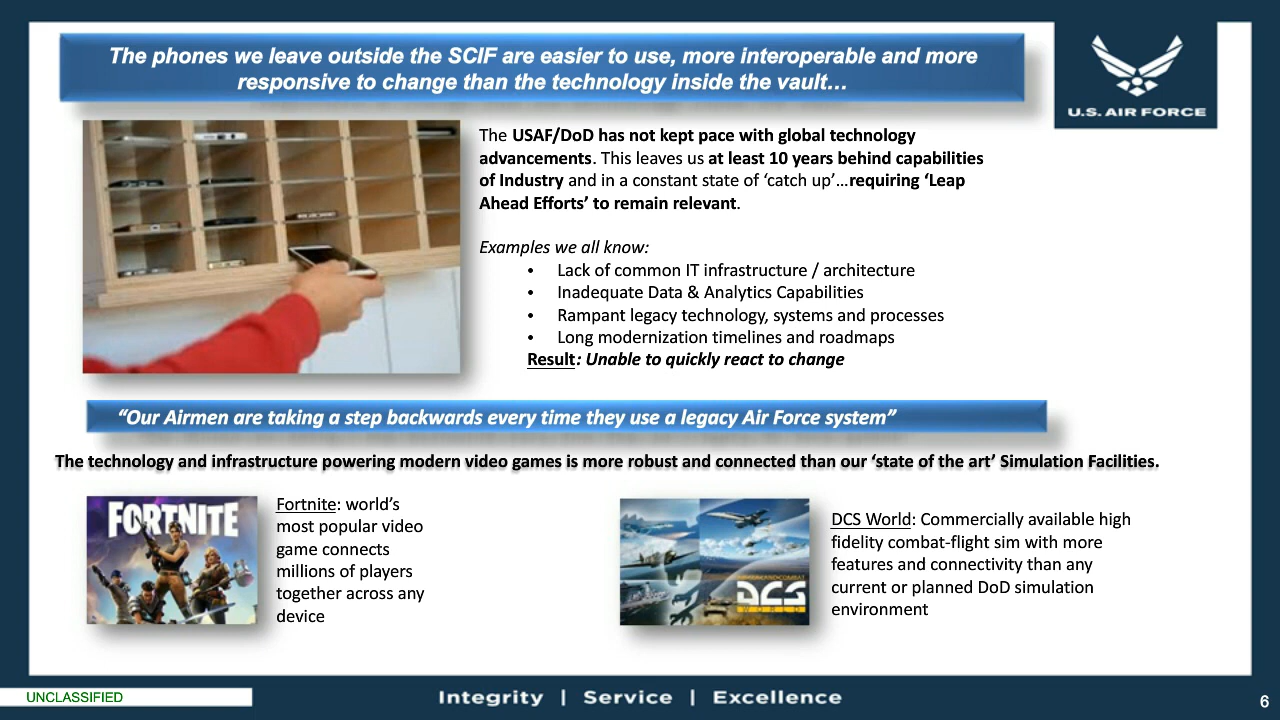 The phones we leave outside the SCIF are easier to use, more interoperable and more
responsive to change than the technology inside the vault…
U.S. AIR FORCE
The USAF/DoD has not kept pace with global technology
advancements. This leaves us at least 10 years behind capabilities
of Industry and in a constant state of ‘catch up’…requiring ‘Leap
Ahead Efforts’ to remain relevant.
Examples we all know:
• Lack of common IT infrastructure / architecture
• Inadequate Data & Analytics Capabilities
• Rampant legacy technology, systems and processes
• Long modernization timelines and roadmaps
Result: Unable to quickly react to change
“Our Airmen are taking a step backwards every time they use a legacy Air Force system”
The technology and infrastructure powering modern video games is more robust and connected than our ‘state of the art’ Simulation Facilities.
FORTNITE
Fortnite: world’s
most popular video
game connects
millions of players
together across any
device
DCS
WORLD
DCS World: Commercially available high
fidelity combat-flight sim with more
features and connectivity than any
current or planned DoD simulation
environment
UNCLASSIFIED
Integrity | Service | Excellence
6